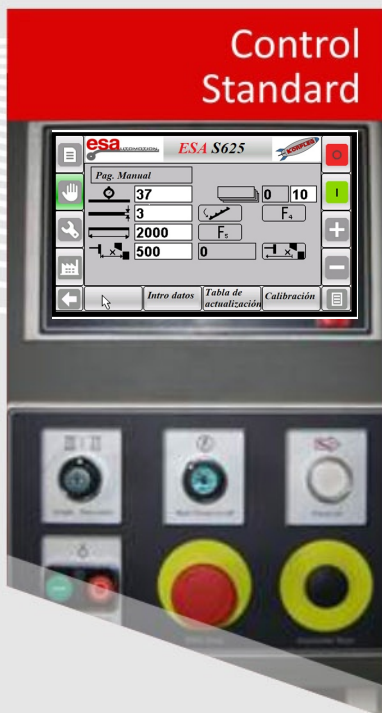 Control
Standard
esa AUTOMOTION ESA S625
Pag. Manual
37
0 10
3
F4
2000
F5
500
0
Intro datos
Tabla de
actualización
Calibración